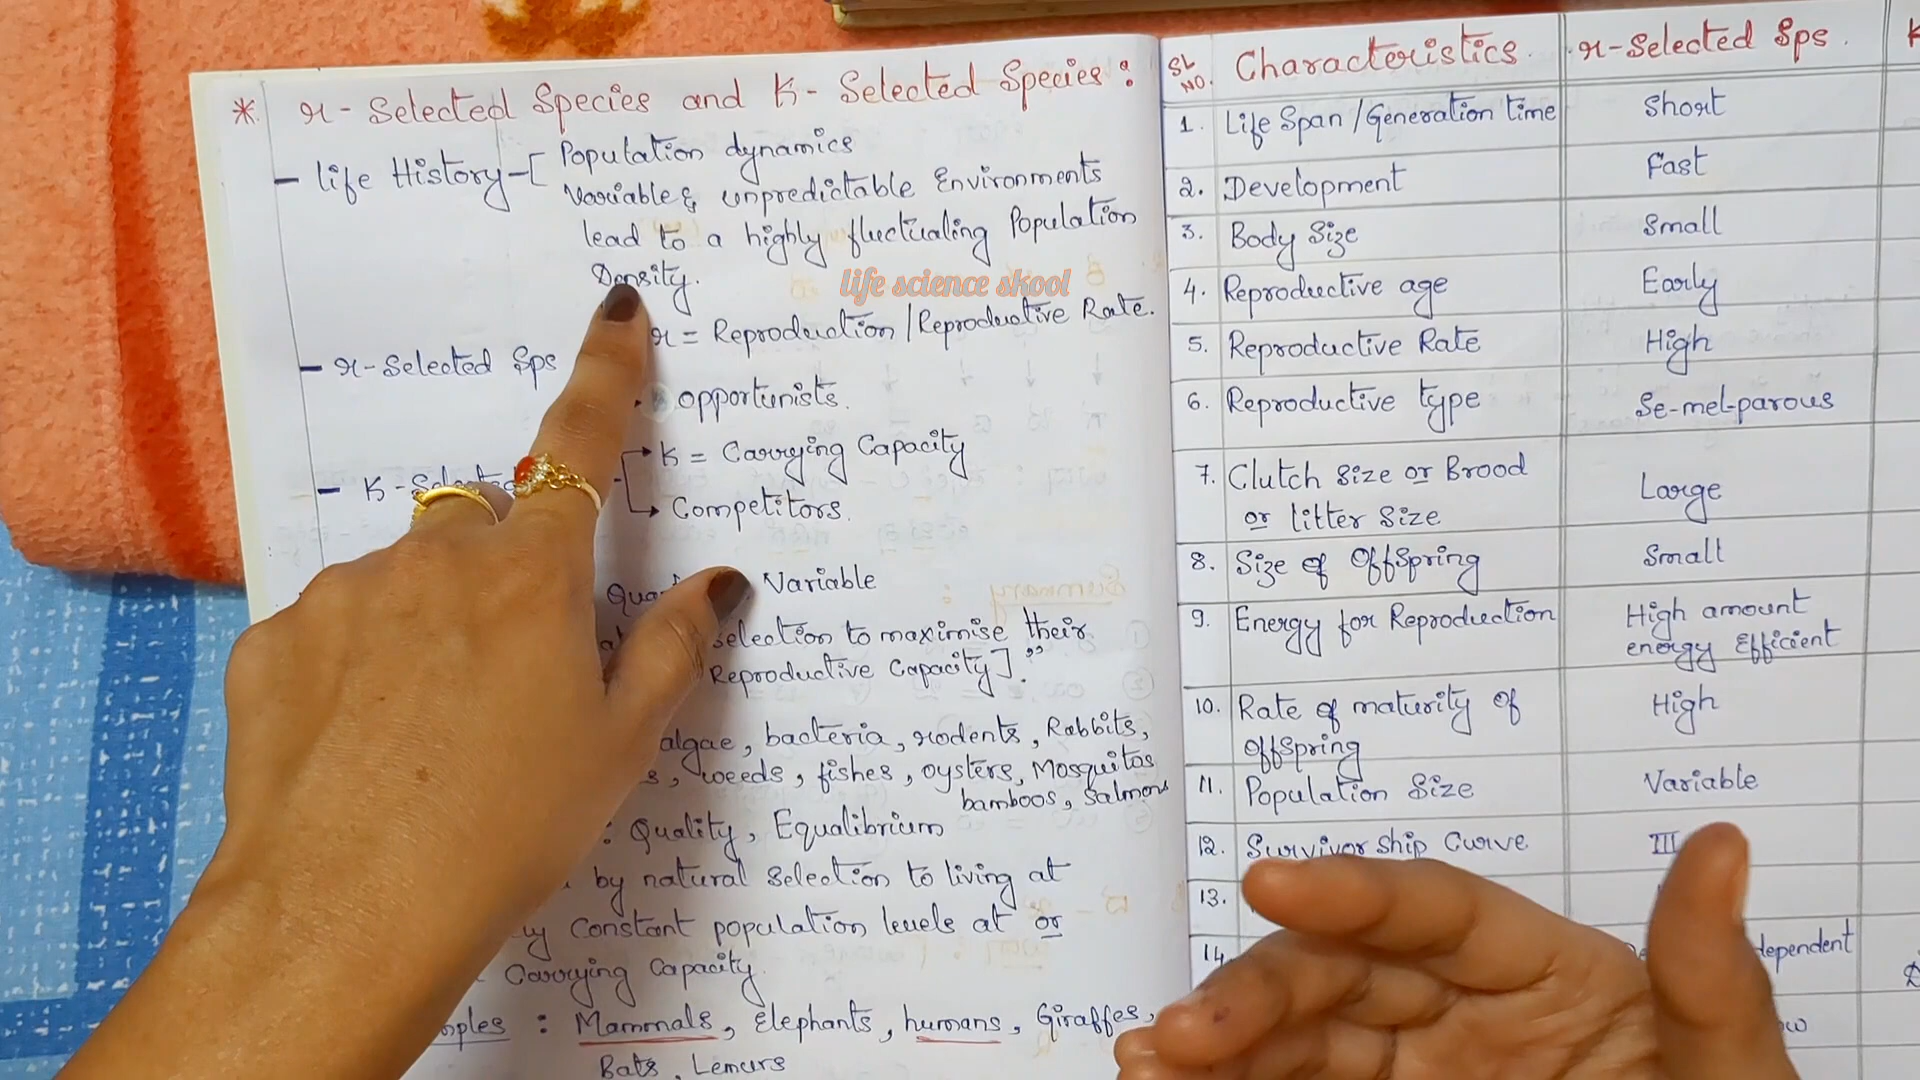 * r - Selected Species and K - Selected Species :
- life History - [ Population dynamics
Variable & unpredictable Environments
lead to a highly fluctuating Population
Density.
life science skool
r = Reproduction / Reproductive Rate.
- r - Selected Sps
opportunists.
K = Carrying Capacity
- K - Selected
Competitors.
Variable
selection to maximise their
Reproductive Capacity ] ”
algae, bacteria, rodents, Rabbits,
weeds, fishes, oysters, Mosquitos
bamboos, Salmons
: Quality, Equalibrium
by natural selection to living at
Constant population levels at or
Carrying Capacity.
: Mammals, Elephants, humans, Giraffes,
Bats, Lemurs
SL NO. Characteristics. r - Selected Sps.
1. Life Span / Generation time Short
2. Development Fast
3. Body Size Small
4. Reproductive age Early
5. Reproductive Rate High
6. Reproductive type Se-mel-parous
7. Clutch Size or Brood
or litter Size Large
8. Size of Offspring Small
9. Energy for Reproduction High amount
energy Efficient
10. Rate of maturity of High
Offspring
11. Population Size Variable
12. Survivor ship Curve III
13.
14.